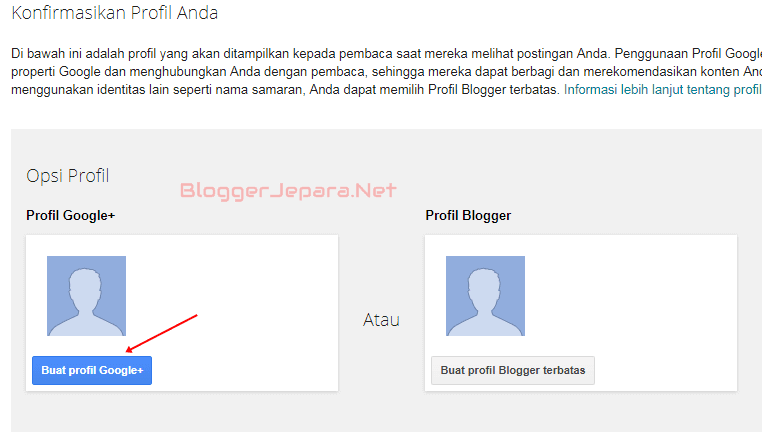 Konfirmasikan Profil Anda
Di bawah ini adalah profil yang akan ditampilkan kepada pembaca saat mereka melihat postingan Anda. Penggunaan Profil Google
properti Google dan menghubungkan Anda dengan pembaca, sehingga mereka dapat berbagi dan merekomendasikan konten And
menggunakan identitas lain seperti nama samaran, Anda dapat memilih Profil Blogger terbatas. Informasi lebih lanjut tentang profil
Opsi Profil
BloggerJepara.Net
Profil Google+
Profil Blogger
Atau
Buat profil Google+
Buat profil Blogger terbatas